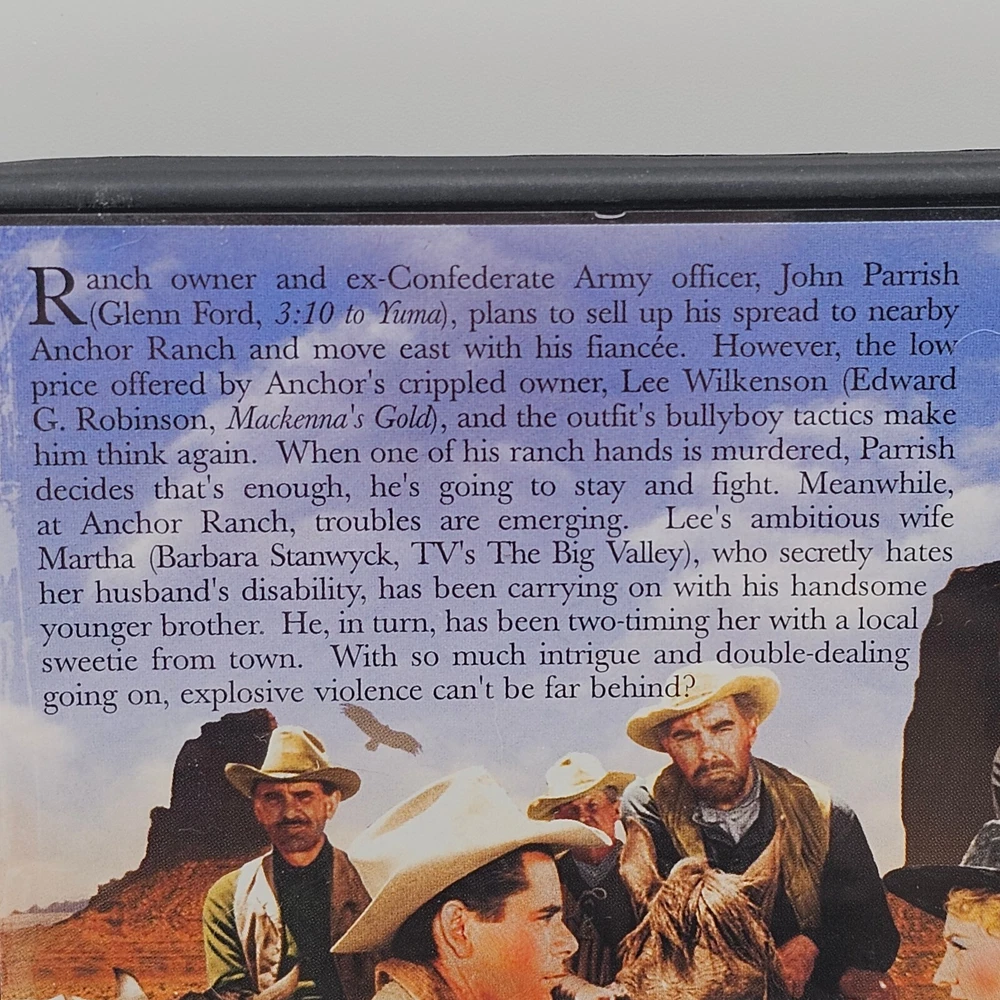 Ranch owner and ex-Confederate Army officer, John Parrish
(Glenn Ford, 3:10 to Yuma), plans to sell up his spread to nearby
Anchor Ranch and move east with his fiancée. However, the low
price offered by Anchor's crippled owner, Lee Wilkenson (Edward
G. Robinson, Mackenna's Gold), and the outfit's bullyboy tactics make
him think again. When one of his ranch hands is murdered, Parrish
decides that's enough, he's going to stay and fight. Meanwhile,
at Anchor Ranch, troubles are emerging. Lee's ambitious wife
Martha (Barbara Stanwyck, TV's The Big Valley), who secretly hates
her husband's disability, has been carrying on with his handsome
younger brother. He, in turn, has been two-timing her with a local
sweetie from town. With so much intrigue and double-dealing
going on, explosive violence can't be far behind?